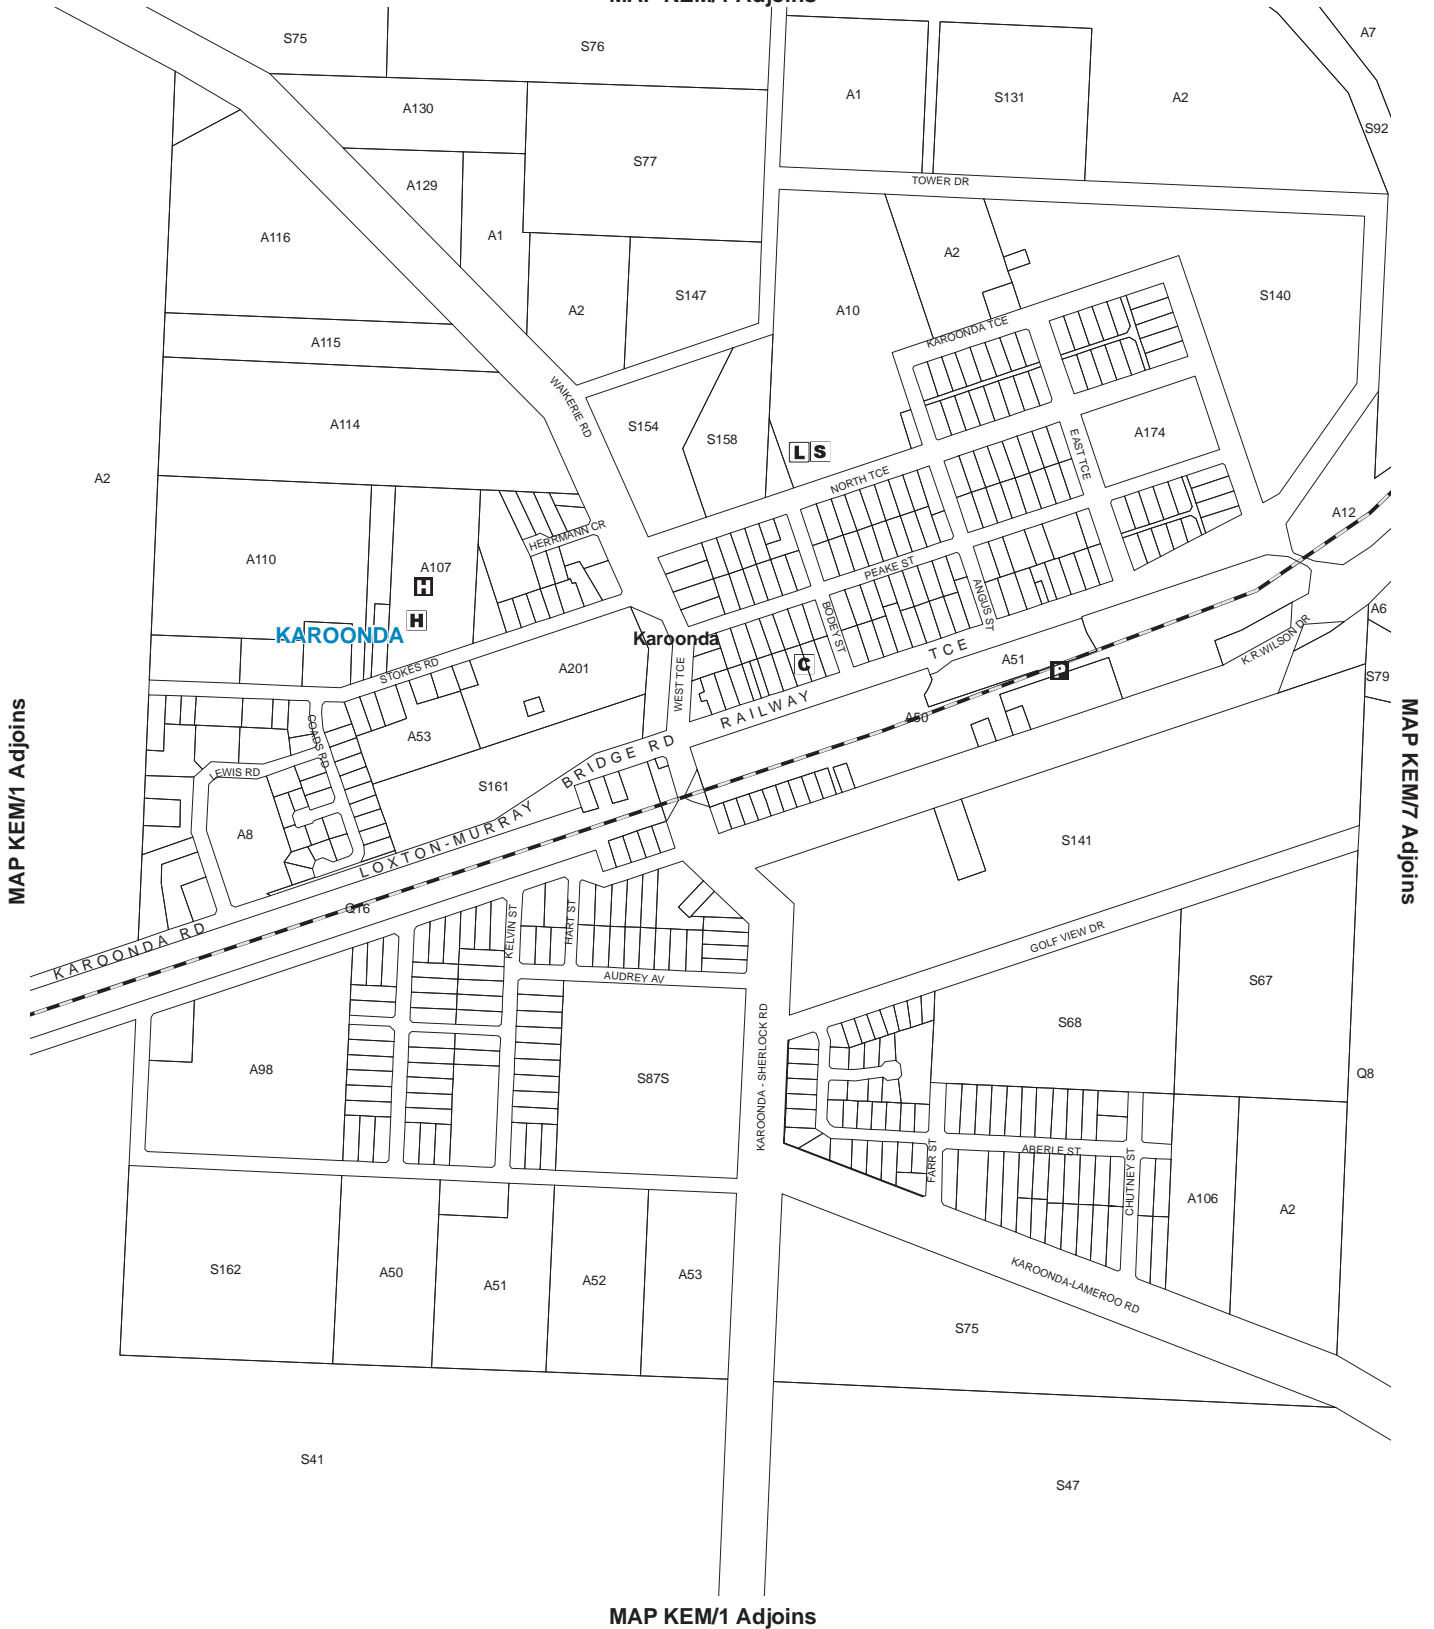 MAP KEM/1 Adjoins
S75
S76
A7
A1
S131
A2
A130
S92
S77
A129
TOWER DR
A116
A1
A2
S147
A2
A10
S140
A115
KAROONDA TCE
WAIKERIE RD
A114
S154
S158
A174
EAST TCE
L
S
A2
NORTH TCE
A12
HERRMANN CR
A110
A107
PEAKE ST
H
ANGUS ST
A6
H
BODEY ST
KAROONDA
Karoonda
K.R.WILSON DR
RAILWAY TCE
A51
C
P
STOKES RD
A201
S79
WEST TCE
A50
COADS RD
A53
LEWIS RD
S161
LOXTON-MURRAY BRIDGE RD
MAP KEM/1 Adjoins
MAP KEM/7 Adjoins
A8
S141
Q16
KELVIN ST
HART ST
KAROONDA RD
GOLF VIEW DR
AUDREY AV
S67
S68
KAROONDA - SHERLOCK RD
A98
S87S
Q8
ABERLE ST
FARR ST
CHUTNEY ST
A106
A2
S162
A50
A51
A52
A53
KAROONDA-LAMEROO RD
S75
S41
S47
MAP KEM/1 Adjoins